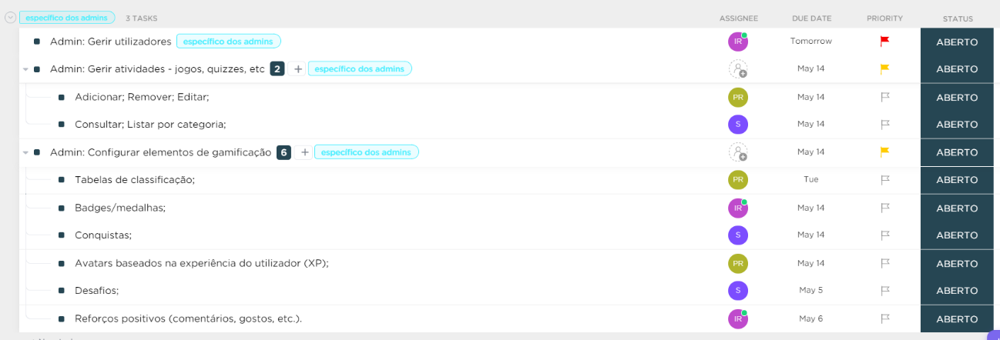 específico dos admins 3 TASKS ASSIGNEE DUE DATE PRIORITY STATUS
Admin: Gerir utilizadores específico dos admins IR Tomorrow ABERTO
Admin: Gerir atividades - jogos, quizzes, etc 2 + específico dos admins May 14 ABERTO
Adicionar; Remover; Editar; PR May 14 ABERTO
Consultar; Listar por categoria; S May 14 ABERTO
Admin: Configurar elementos de gamificação 6 + específico dos admins May 14 ABERTO
Tabelas de classificação; PR Tue ABERTO
Badges/medalhas; IR May 14 ABERTO
Conquistas; S May 14 ABERTO
Avatars baseados na experiência do utilizador (XP); PR May 14 ABERTO
Desafios; S May 5 ABERTO
Reforços positivos (comentários, gostos, etc.). IR May 6 ABERTO